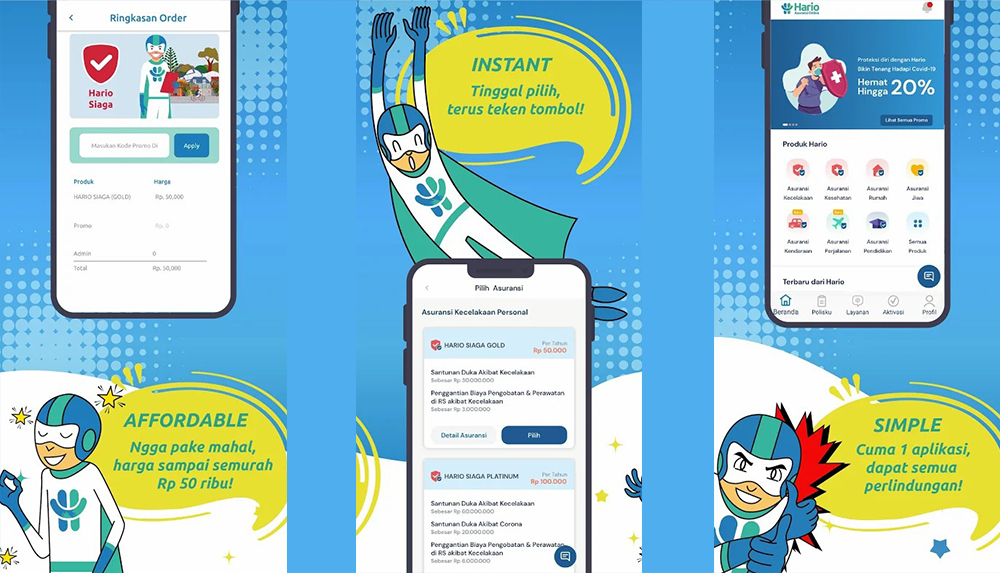 Ringkasan Order
Hario
Siaga
Masukan Kode Promo Di
Apply
Produk Harga
HARIO SIAGA (GOLD) Rp. 50,000
Promo Rp. 0
Admin 0
Total Rp. 50,000
AFFORDABLE
Ngga pake mahal,
harga sampai semurah
Rp 50 ribu!
INSTANT
Tinggal pilih,
terus teken tombol!
Pilih Asuransi
Asuransi Kecelakaan Personal
HARIO SIAGA GOLD
Per Tahun
Rp 50.000
Santunan Duka Akibat Kecelakaan
Sebesar Rp 30.000.000
Penggantian Biaya Pengobatan & Perawatan
di RS akibat Kecelakaan
Sebesar Rp 3.000.000
Detail Asuransi
Pilih
HARIO SIAGA PLATINUM
Per Tahun
Rp 100.000
Santunan Duka Akibat Kecelakaan
Sebesar Rp 60.000.000
Santunan Duka Akibat Corona
Sebesar Rp 20.000.000
Penggantian Biaya Pengobatan & Perawatan
di RS akibat Kecelakaan
Sebesar Rp 6.000.000
Hario
Proteksi diri dengan Hario
Bikin Tenang Hadapi Covid-19
Hemat
Hingga 20%
Lihat Semua Promo
Produk Hario
Asuransi Asuransi Asuransi Asuransi
Kecelakaan Kesehatan Rumah Jiwa
Asuransi Asuransi Asuransi Semua
Kendaraan Perjalanan Pendidikan Produk
Terbaru dari Hario
Beranda Polisku Layanan Aktivasi Profil
SIMPLE
Cuma 1 aplikasi,
dapat semua
perlindungan!